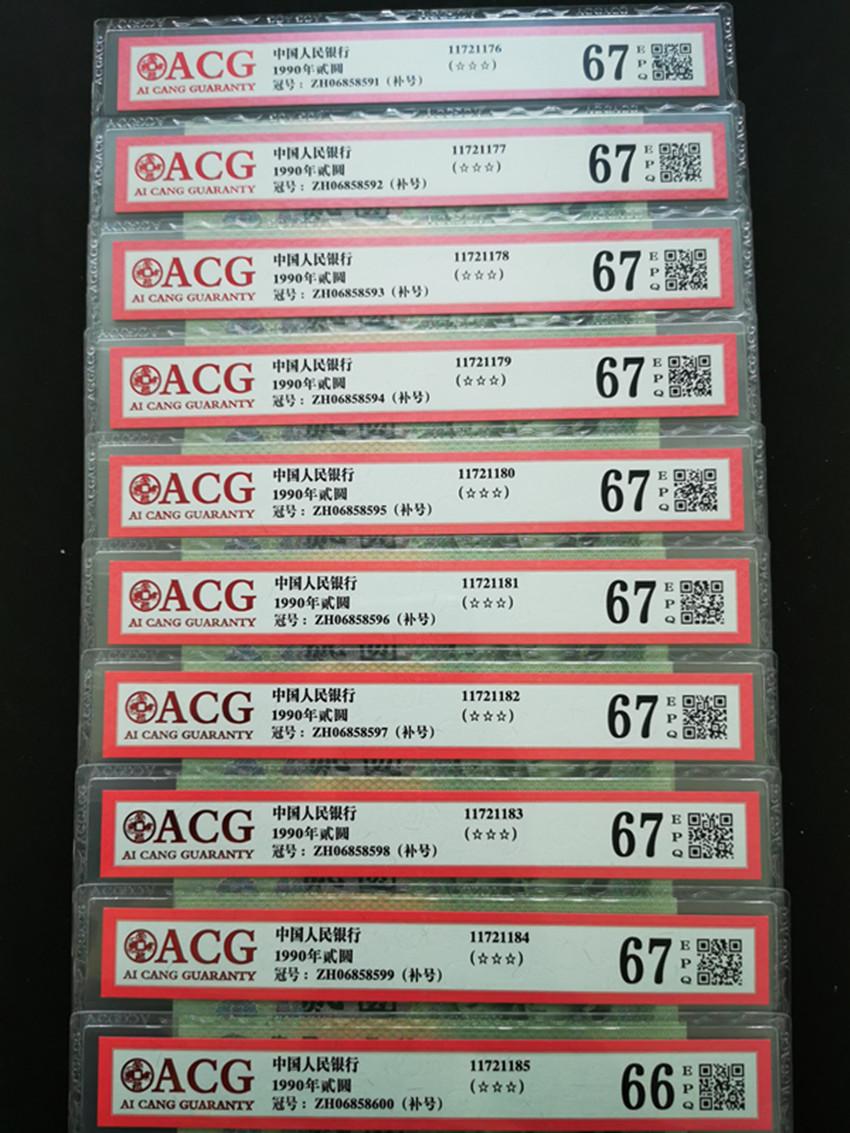 ACG
AI CANG GUARANTY
中国人民银行
1990年贰圆
冠号：ZH06858591（补号）
11721176
(☆☆☆)
67
E
P
Q
ACG
AI CANG GUARANTY
中国人民银行
1990年贰圆
冠号：ZH06858592（补号）
11721177
(☆☆☆)
67
E
P
Q
ACG
AI CANG GUARANTY
中国人民银行
1990年贰圆
冠号：ZH06858593（补号）
11721178
(☆☆☆)
67
E
P
Q
ACG
AI CANG GUARANTY
中国人民银行
1990年贰圆
冠号：ZH06858594（补号）
11721179
(☆☆☆)
67
E
P
Q
ACG
AI CANG GUARANTY
中国人民银行
1990年贰圆
冠号：ZH06858595（补号）
11721180
(☆☆☆)
67
E
P
Q
ACG
AI CANG GUARANTY
中国人民银行
1990年贰圆
冠号：ZH06858596（补号）
11721181
(☆☆☆)
67
E
P
Q
ACG
AI CANG GUARANTY
中国人民银行
1990年贰圆
冠号：ZH06858597（补号）
11721182
(☆☆☆)
67
E
P
Q
ACG
AI CANG GUARANTY
中国人民银行
1990年贰圆
冠号：ZH06858598（补号）
11721183
(☆☆☆)
67
E
P
Q
ACG
AI CANG GUARANTY
中国人民银行
1990年贰圆
冠号：ZH06858599（补号）
11721184
(☆☆☆)
67
E
P
Q
ACG
AI CANG GUARANTY
中国人民银行
1990年贰圆
冠号：ZH06858600（补号）
11721185
(☆☆☆)
66
E
P
Q